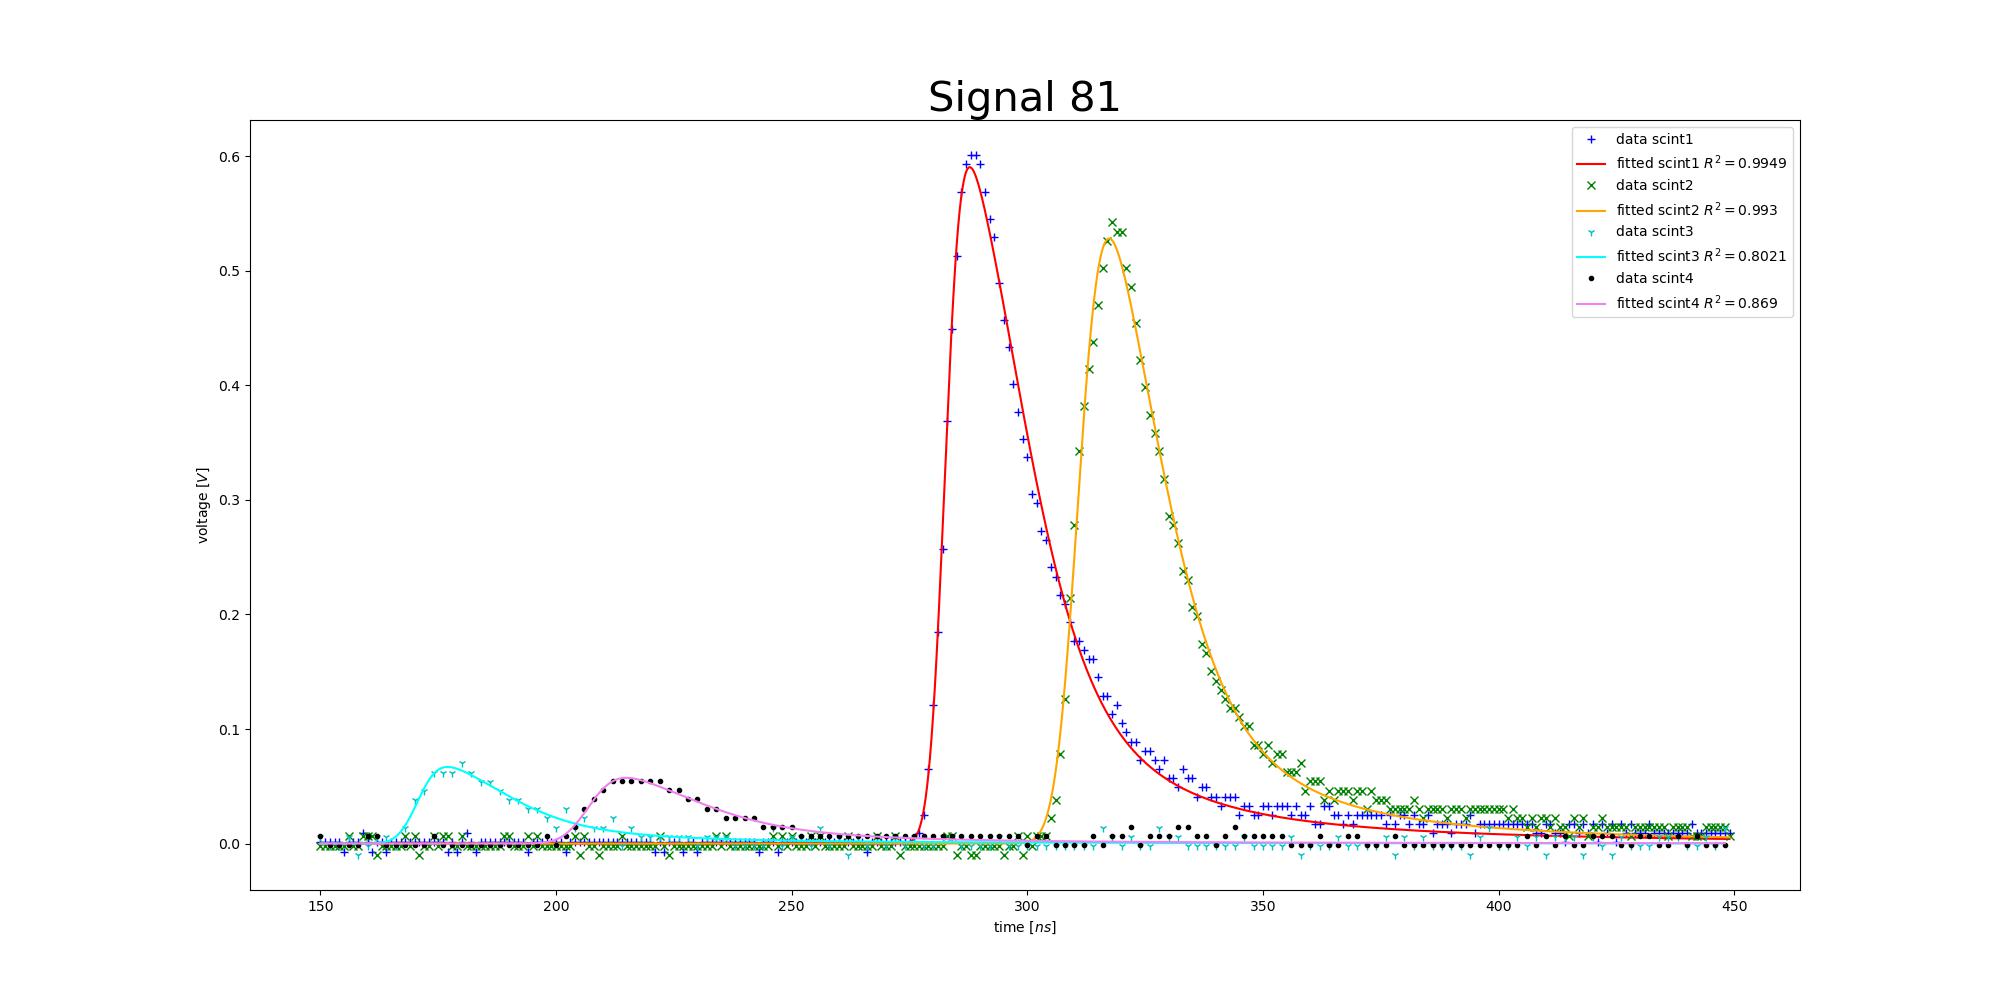 Signal 81
data scint1
fitted scint1 R² = 0.9949
data scint2
fitted scint2 R² = 0.993
data scint3
fitted scint3 R² = 0.8021
data scint4
fitted scint4 R² = 0.869
voltage [V]
0.6
0.5
0.4
0.3
0.2
0.1
0.0
150 200 250 300 350 400 450
time [ns]